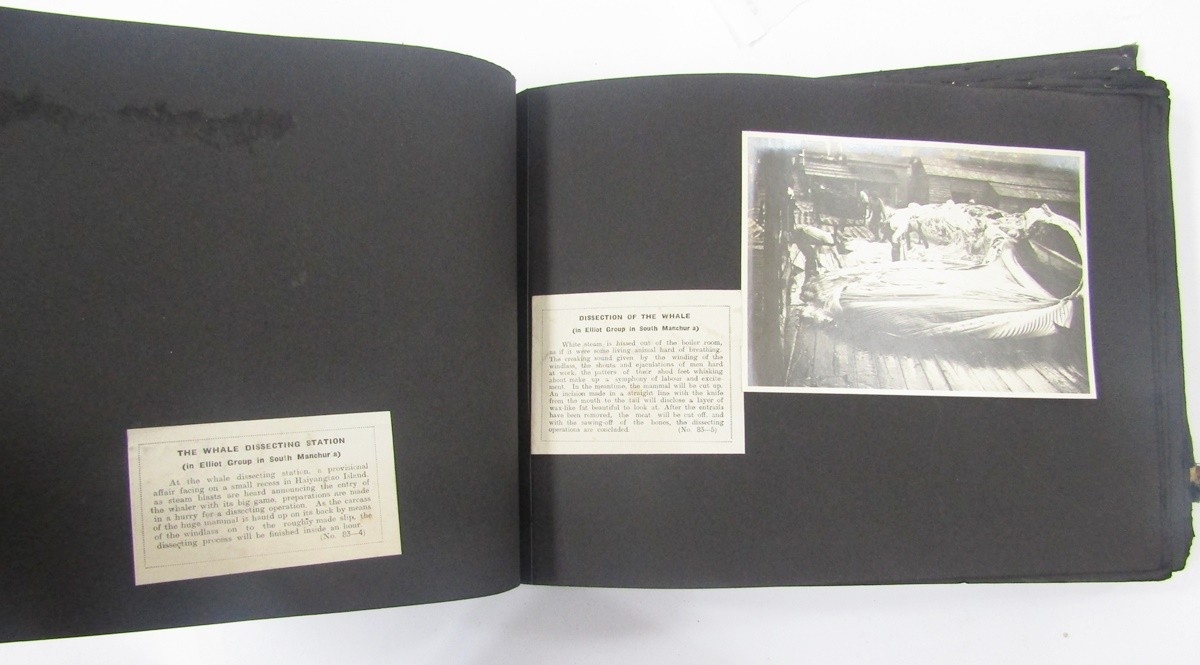 THE WHALE DISSECTING STATION
(in Elliot Group in South Manchur a)
At the whale dissecting station, a provisional
affair facing on a small recess in Haiyangtao Island,
as steam blasts are heard announcing the entry of
the whaler with its big game, preparations are made
in a hurry for a dissecting operation. As the carcass
of the huge mammal is hauld up on its back by means
of the windlass on to the roughly made slip, the
dissecting process will be finished inside an hour.
(No. 83—4)
DISSECTION OF THE WHALE
(in Elliot Group in South Manchur a)
White steam is hissed out of the boiler room,
as if it were some living animal hard of breathing.
The creaking sound given by the winding of the
windlass, the shouts and ejaculations of men hard
at work, the patters of their shod feet whisking
about make up a symphony of labour and excite-
ment. In the meantime, the mammal will be cut up.
An incision made in a straight line with the knife
from the mouth to the tail will disclose a layer of
wax-like fat beautiful to look at. After the entrails
have been removed, the meat will be cut off, and
with the sawing-off of the bones, the dissecting
operations are concluded. (No. 83—5)